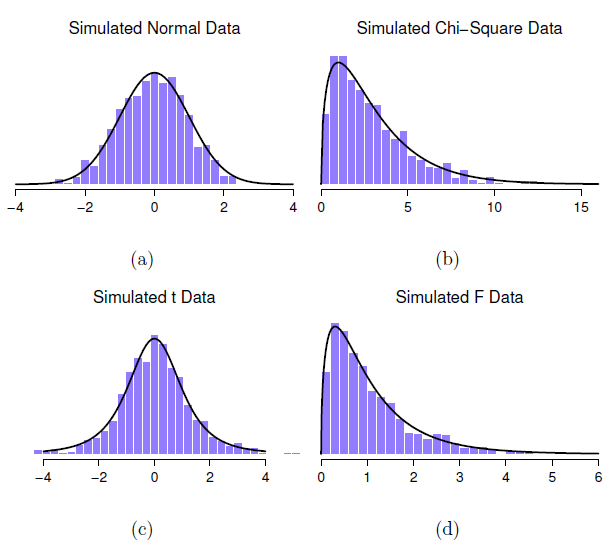 Simulated Normal Data
Simulated Chi−Square Data
−4 −2 0 2 4
0 5 10 15
(a)
(b)
Simulated t Data
Simulated F Data
−4 −2 0 2 4
0 1 2 3 4 5 6
(c)
(d)